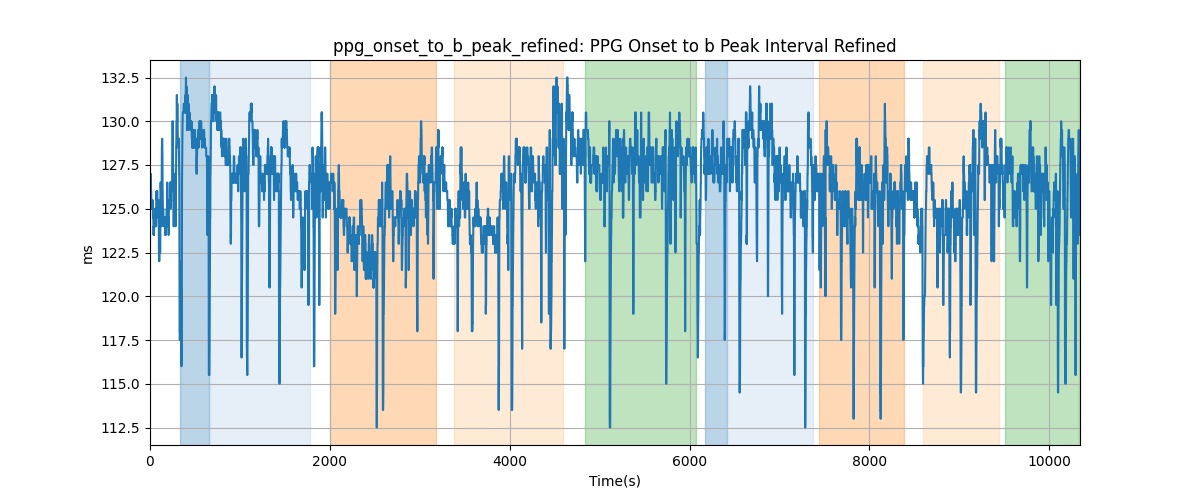 ppg_onset_to_b_peak_refined: PPG Onset to b Peak Interval Refined
132.5
130.0
127.5
125.0
122.5
120.0
117.5
115.0
112.5
ms
0 2000 4000 6000 8000 10000
Time(s)